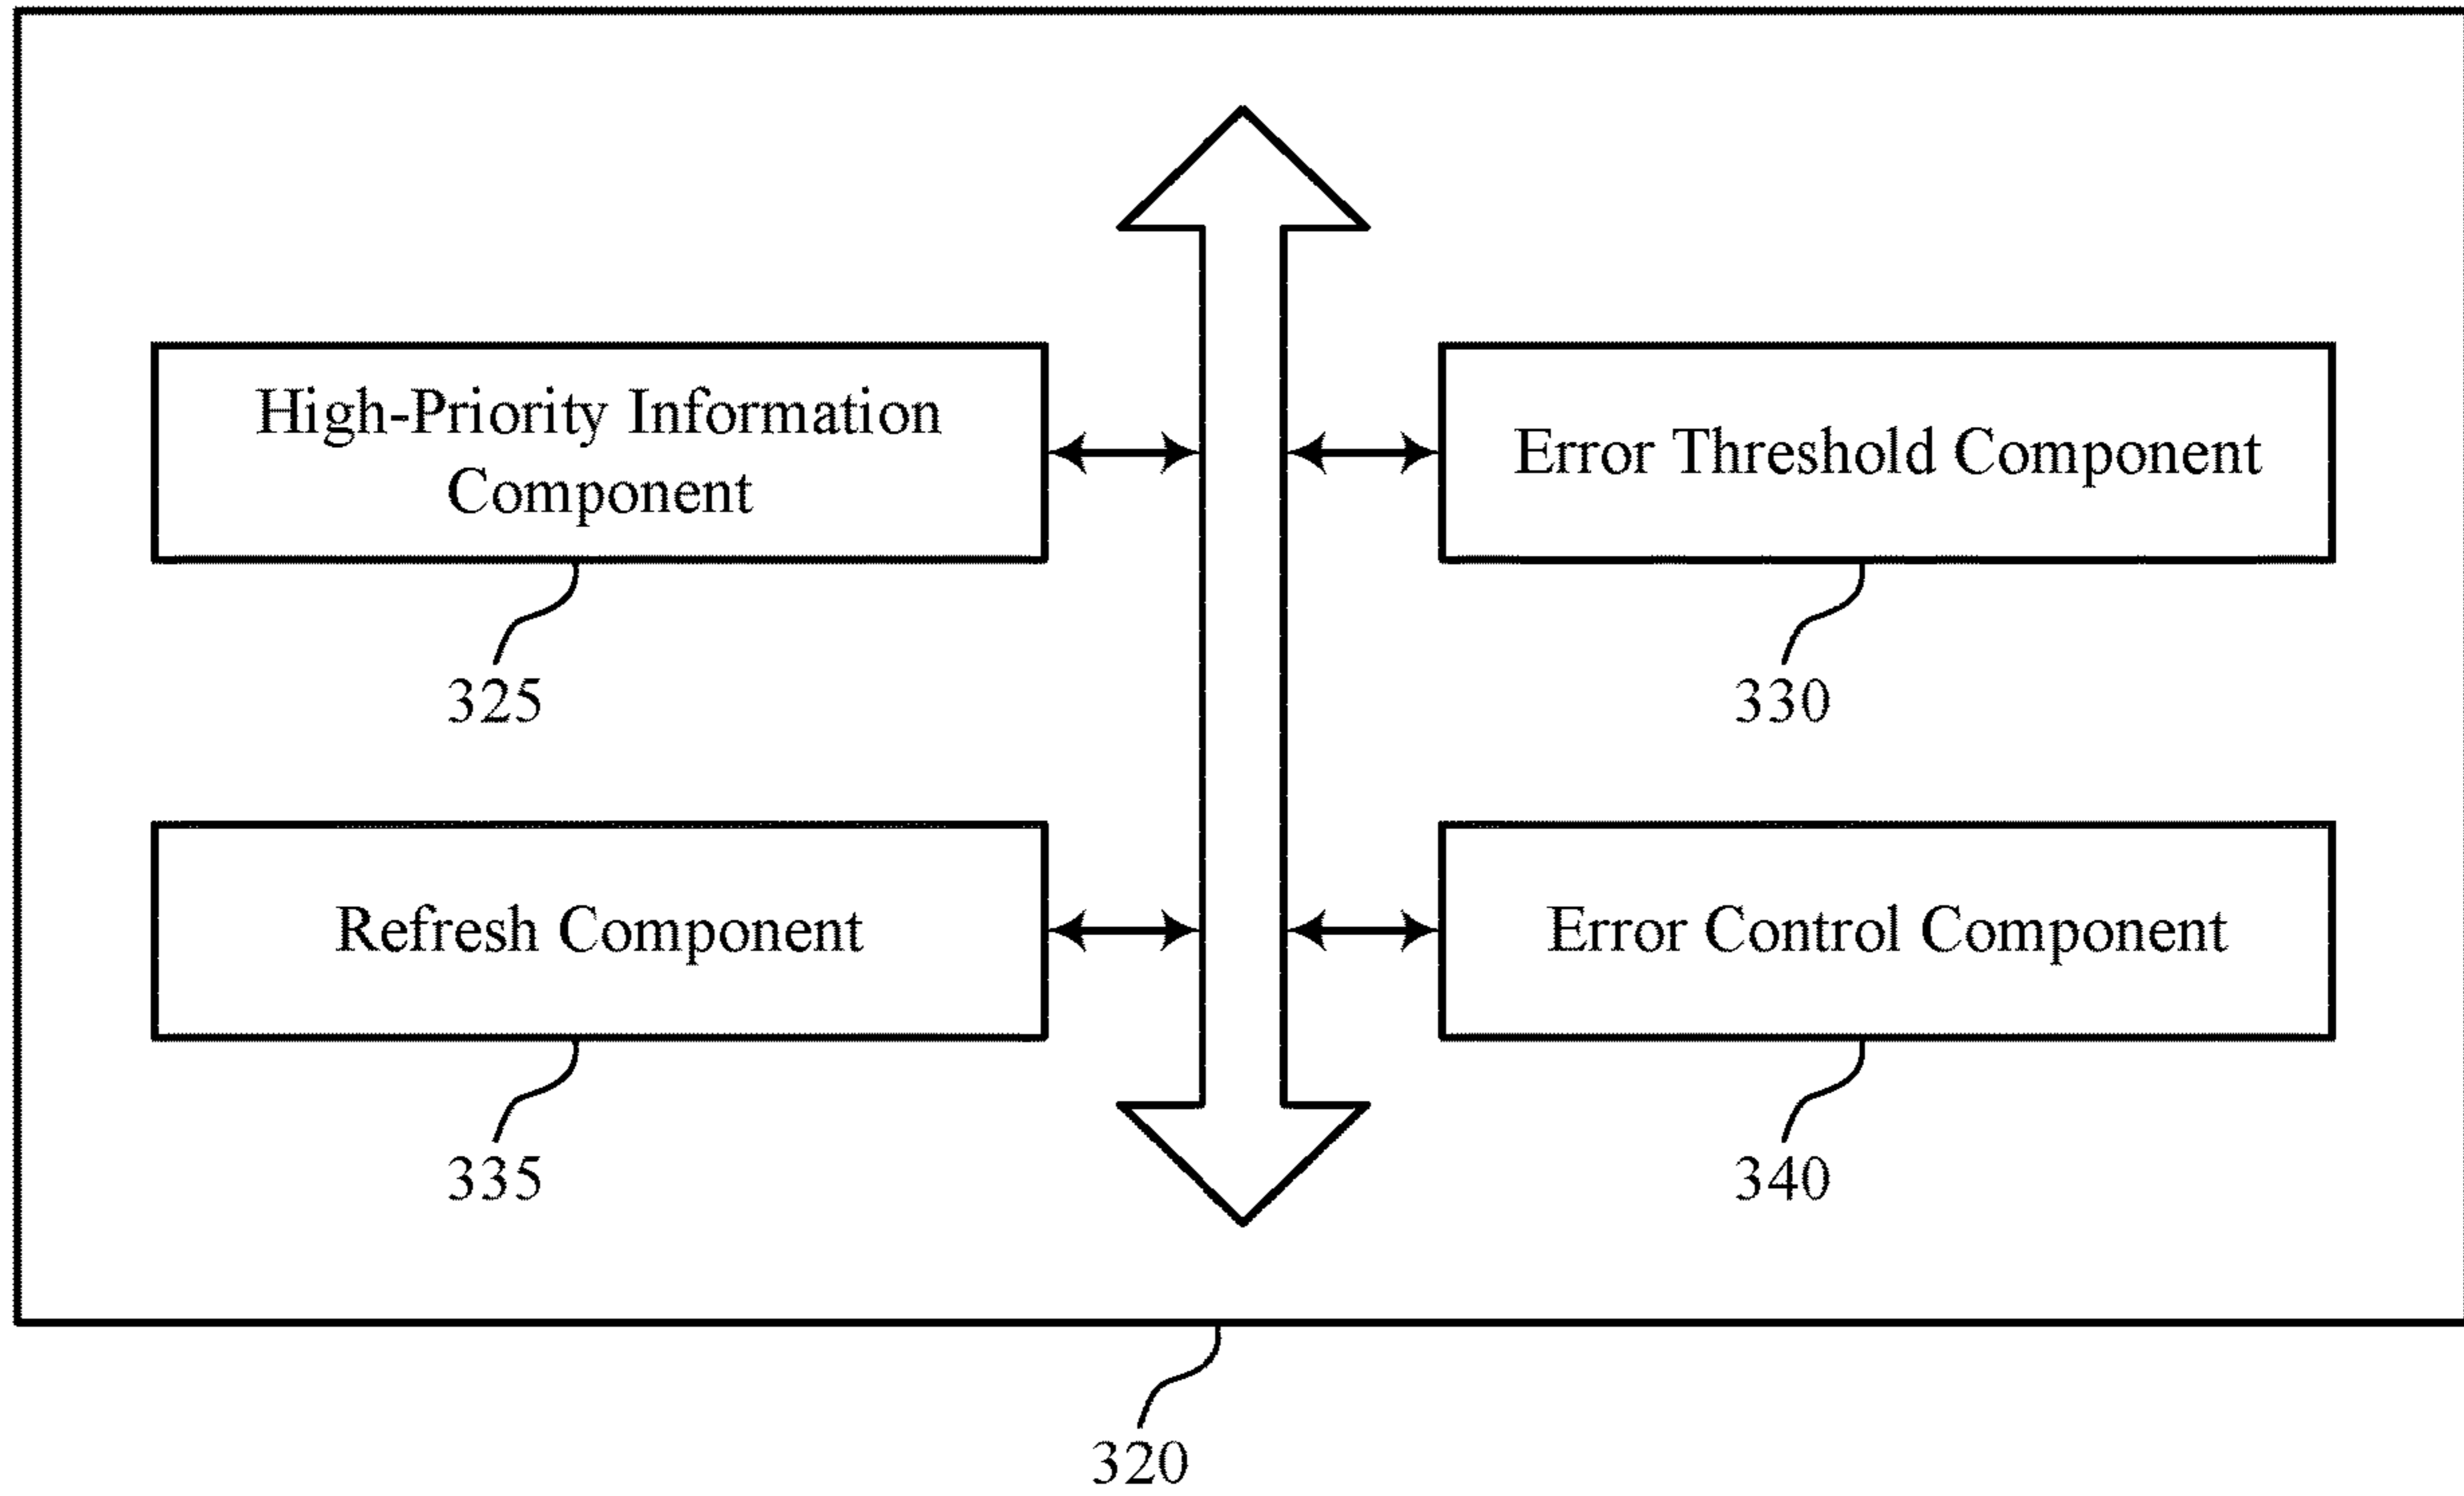 High-Priority Information
Component
Error Threshold Component
325
330
Refresh Component
Error Control Component
335
340
320